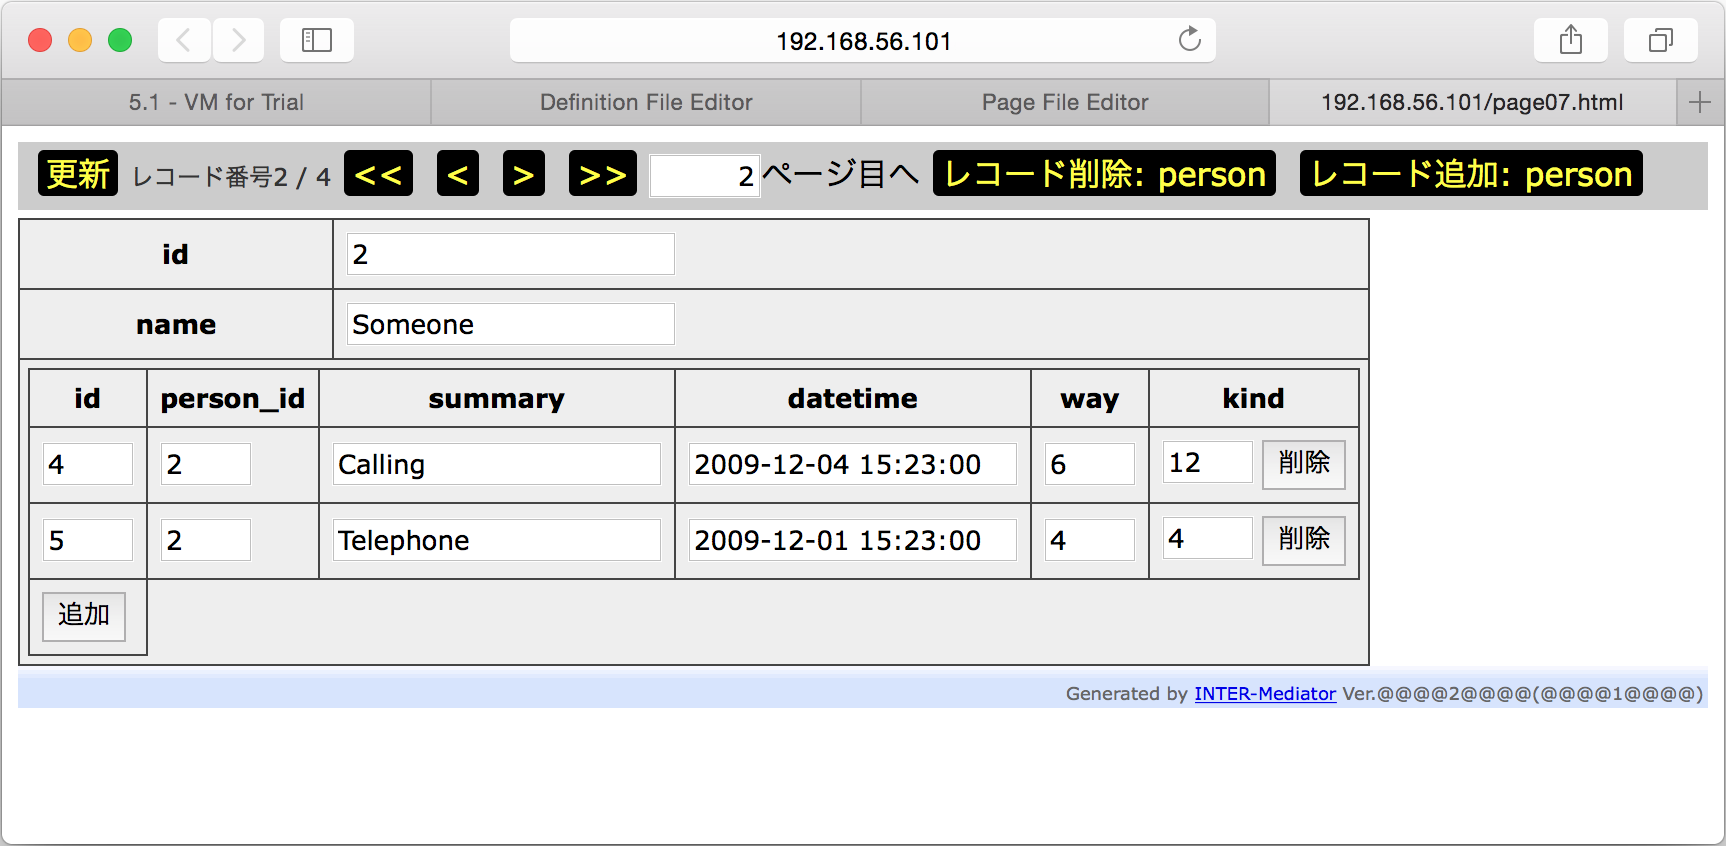 192.168.56.101
5.1 - VM for Trial Definition File Editor Page File Editor 192.168.56.101/page07.html
更新 レコード番号2 / 4 << < > >> 2 ページ目へ レコード削除: person レコード追加: person
id 2
name Someone
id person_id summary datetime way kind
4 2 Calling 2009-12-04 15:23:00 6 12 削除
5 2 Telephone 2009-12-01 15:23:00 4 4 削除
追加
Generated by INTER-Mediator Ver.@@@@2@@@@(@@@@1@@@@)